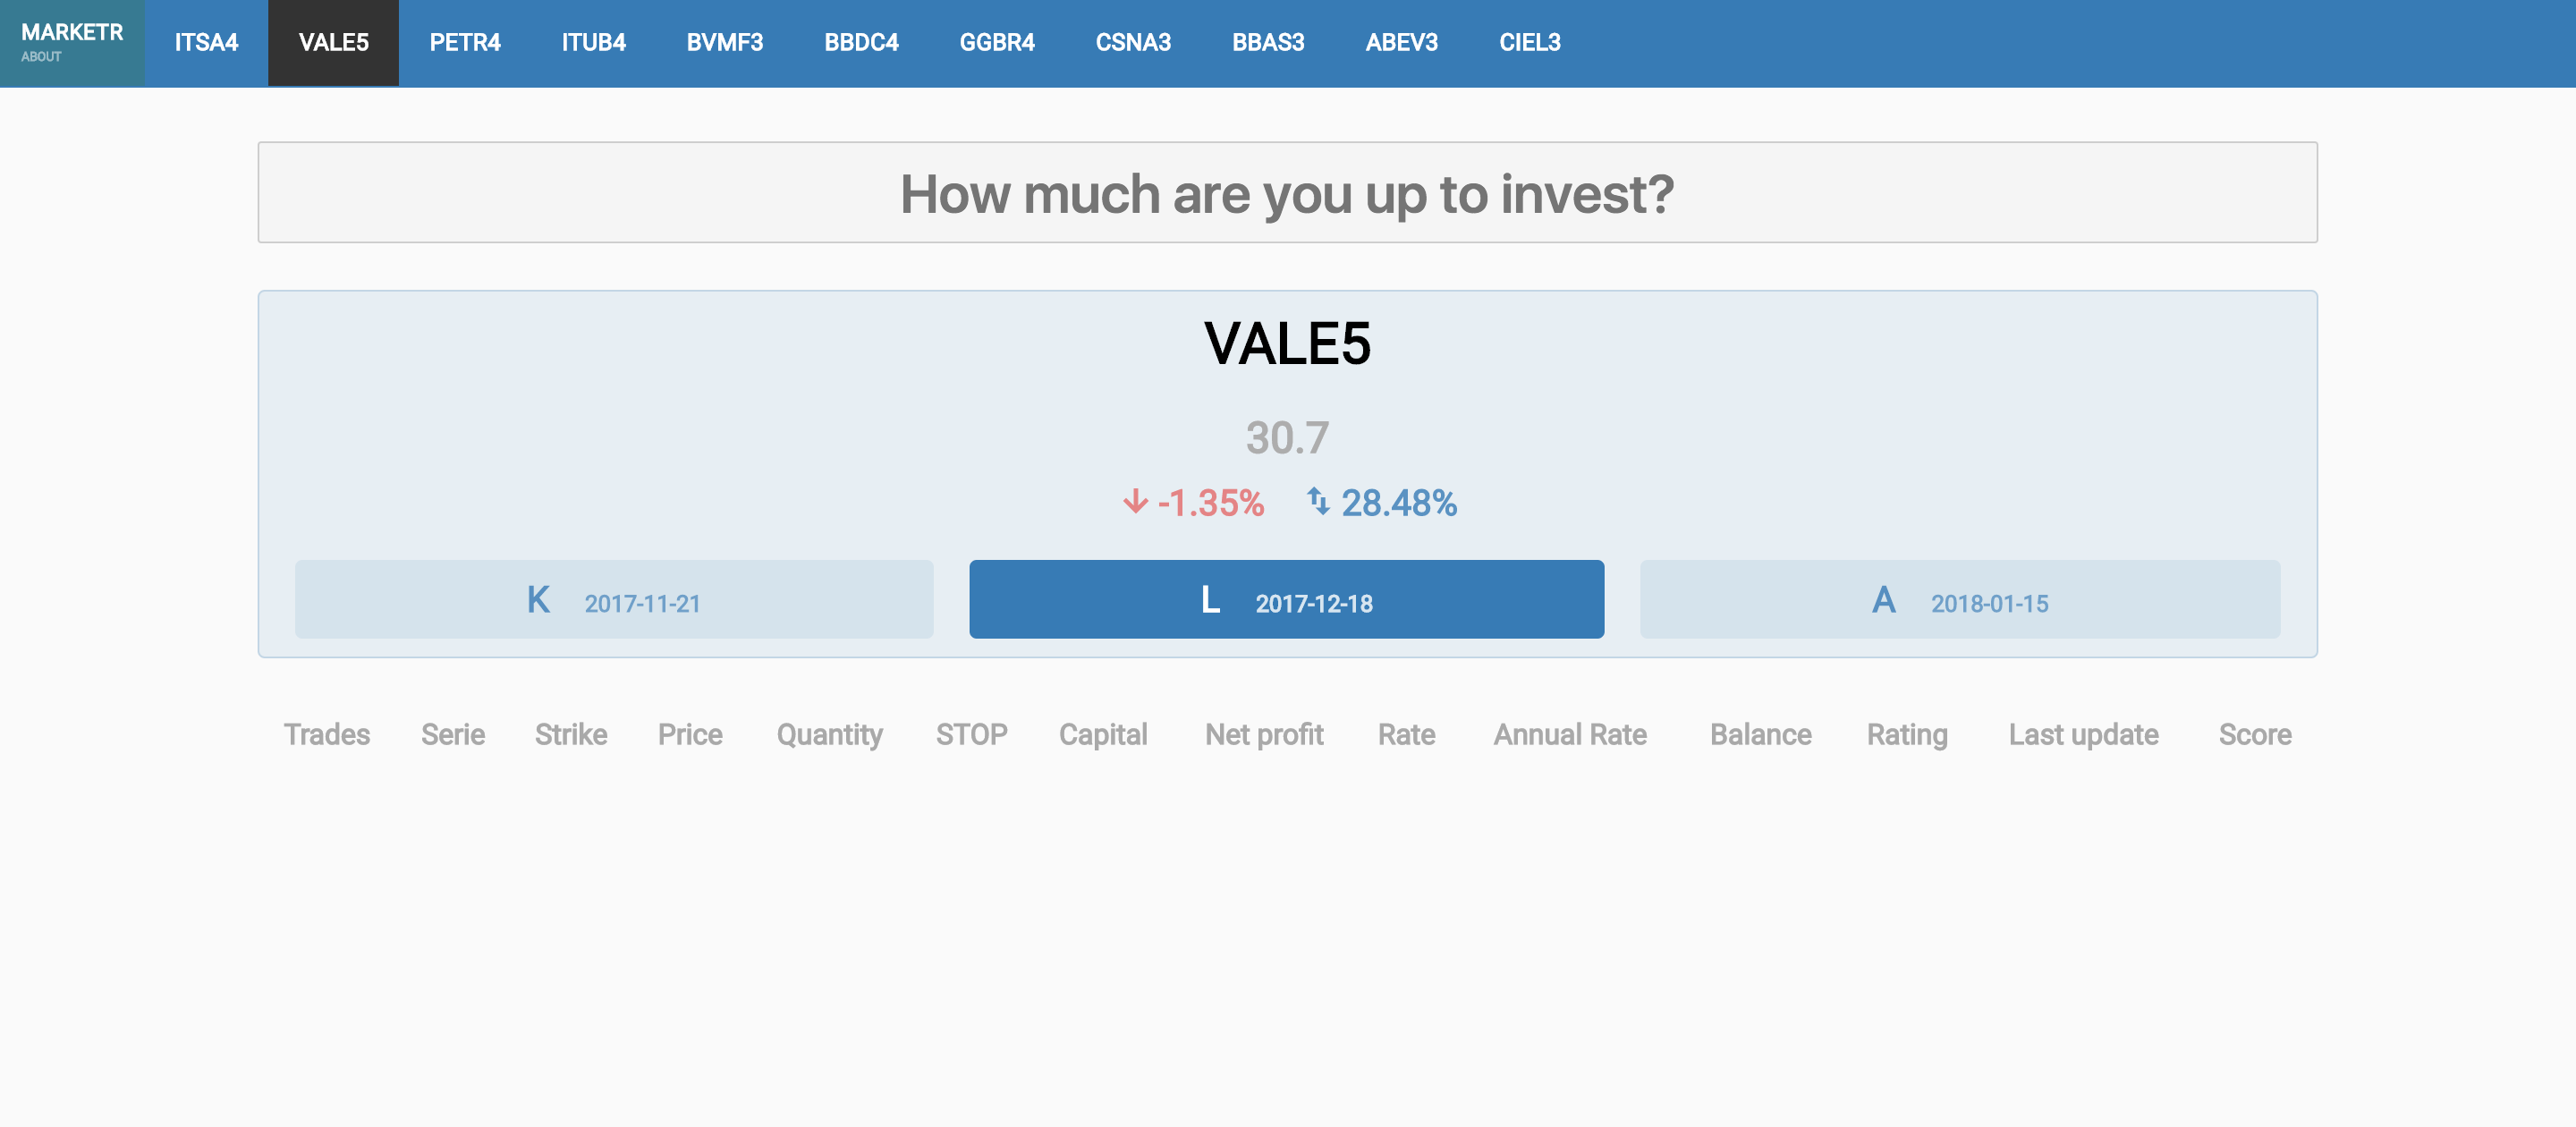 MARKETR ITSA4 VALE5 PETR4 ITUB4 BVMF3 BBDC4 GGBR4 CSNA3 BBAS3 ABEV3 CIEL3
ABOUT
How much are you up to invest?
VALE5
30.7
-1.35% 28.48%
K 2017-11-21 L 2017-12-18 A 2018-01-15
Trades Serie Strike Price Quantity STOP Capital Net profit Rate Annual Rate Balance Rating Last update Score